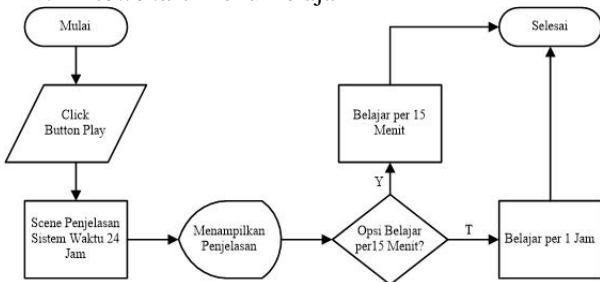 Mulai
Selesai
Click
Button Play
Belajar per 15
Menit
Y
Scene Penjelasan
Sistem Waktu 24
Jam
Menampilkan
Penjelasan
Opsi Belajar
per15 Menit?
T
Belajar per 1 Jam